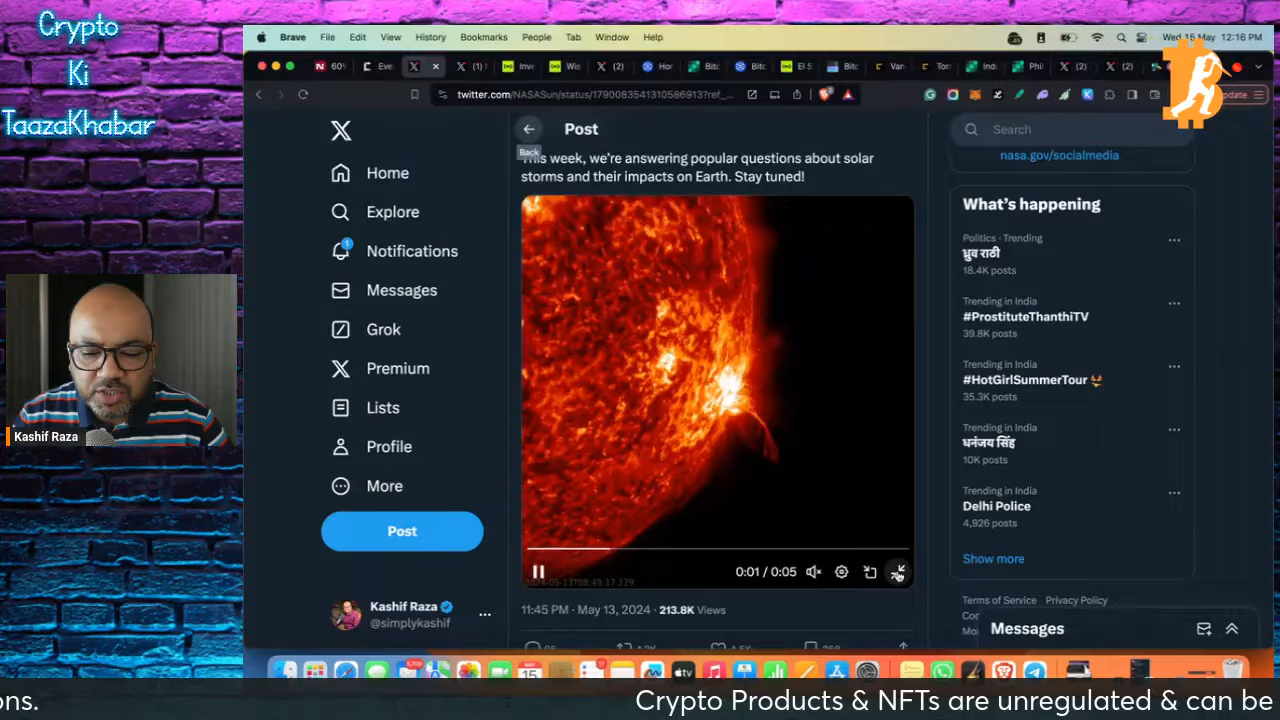 Crypto
Ki
TaazaKhabar
Brave File Edit View History Bookmarks People Tab Window Help
Wed 15 May 12:16 PM
twitter.com/NASASun/status/1790083541310586913?ref_...
Post
Back
This week, we're answering popular questions about solar
storms and their impacts on Earth. Stay tuned!
Home
Explore
1
Notifications
Messages
Grok
Premium
Lists
Profile
More
Post
Kashif Raza
@simplykashif
0:01 / 0:05
11:45 PM · May 13, 2024 · 213.8K Views
Search
nasa.gov/socialmedia
What's happening
Politics · Trending
ध्रुव राठी
18.4K posts
Trending in India
#ProstituteThanthiTV
39.8K posts
Trending in India
#HotGirlSummerTour
35.3K posts
Trending in India
धनंजय सिंह
10K posts
Trending in India
Delhi Police
4,926 posts
Show more
Terms of Service Privacy Policy
Messages
Kashif Raza
ons.
Crypto Products & NFTs are unregulated & can be